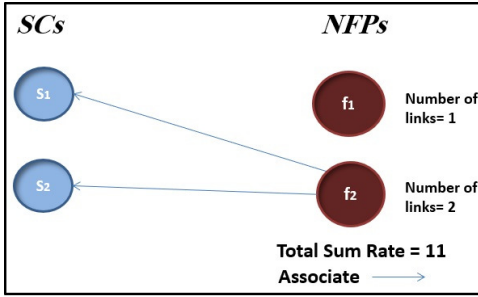 SCs NFPs
S1 f1 Number of
links= 1
S2 f2 Number of
links= 2
Total Sum Rate = 11
Associate